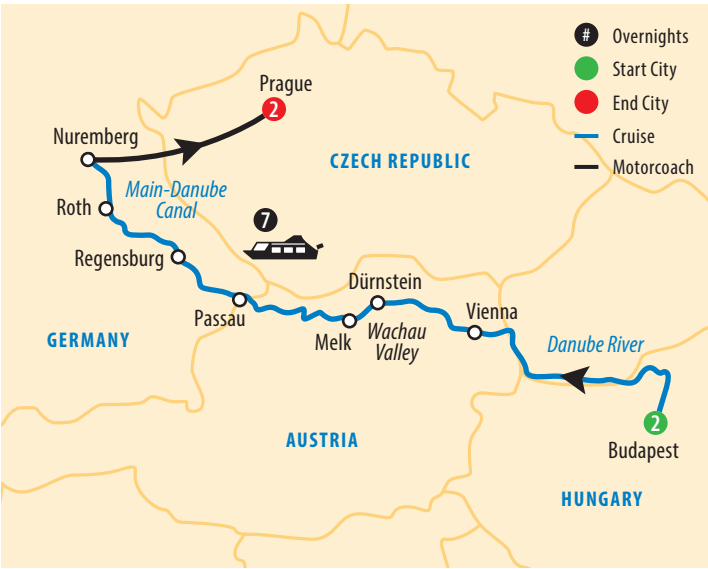 # Overnights
Start City
End City
Cruise
Motorcoach
Prague
2
Nuremberg
CZECH REPUBLIC
Main-Danube
Canal
Roth
7
Regensburg
Dürnstein
Passau
Vienna
GERMANY
Melk
Wachau
Valley
Danube River
2
AUSTRIA
Budapest
HUNGARY